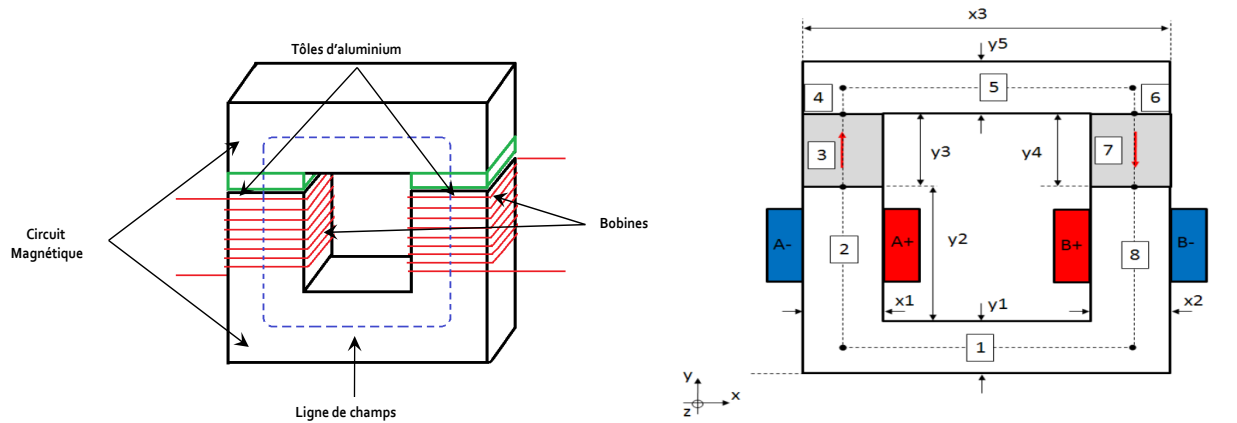 Tôles d'aluminium
Bobines
Circuit
Magnétique
Ligne de champs
x3
y5
4
5
6
3
y3
y4
7
A-
A+
B+
B-
2
y2
8
x1
y1
x2
1
y
x
z